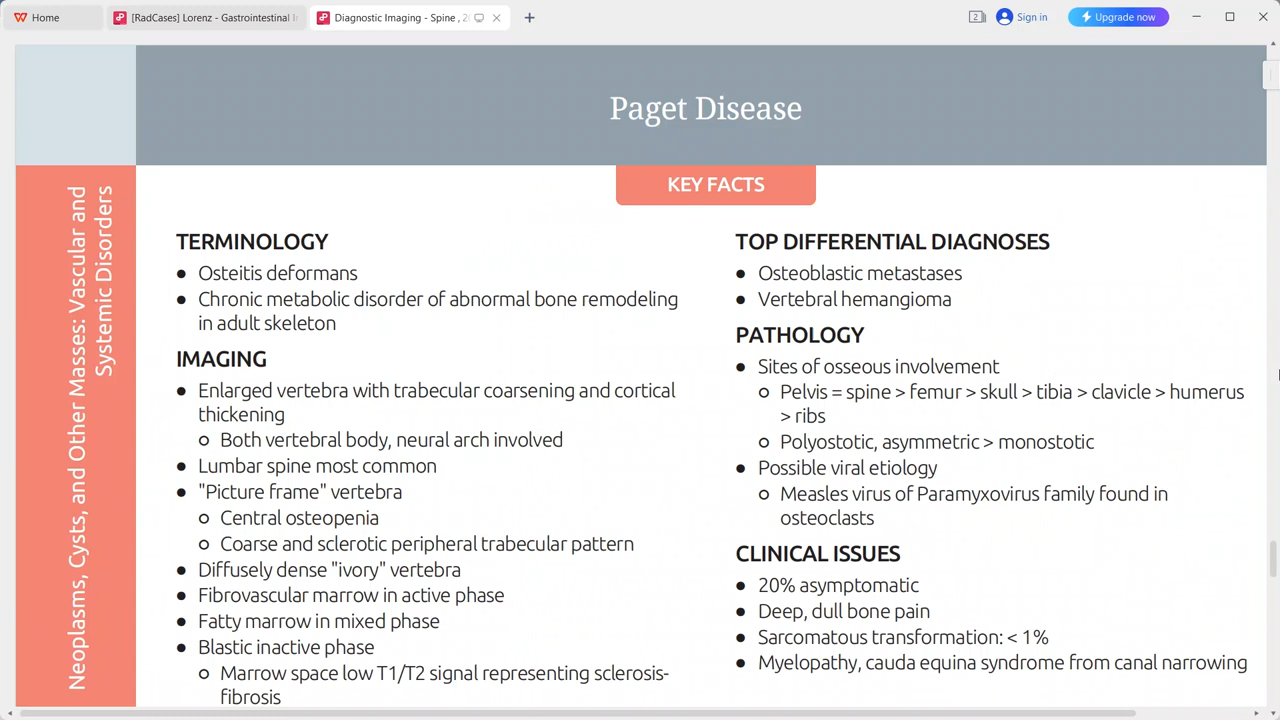 Home
[RadCases] Lorenz - Gastrointestinal I
Diagnostic Imaging - Spine , 2
2
Sign in
Upgrade now
Paget Disease
KEY FACTS
Neoplasms, Cysts, and Other Masses: Vascular and
Systemic Disorders
TERMINOLOGY
● Osteitis deformans
● Chronic metabolic disorder of abnormal bone remodeling
in adult skeleton
IMAGING
● Enlarged vertebra with trabecular coarsening and cortical
thickening
○ Both vertebral body, neural arch involved
● Lumbar spine most common
● "Picture frame" vertebra
○ Central osteopenia
○ Coarse and sclerotic peripheral trabecular pattern
● Diffusely dense "ivory" vertebra
● Fibrovascular marrow in active phase
● Fatty marrow in mixed phase
● Blastic inactive phase
○ Marrow space low T1/T2 signal representing sclerosis-
fibrosis
TOP DIFFERENTIAL DIAGNOSES
● Osteoblastic metastases
● Vertebral hemangioma
PATHOLOGY
● Sites of osseous involvement
○ Pelvis = spine > femur > skull > tibia > clavicle > humerus
> ribs
○ Polyostotic, asymmetric > monostotic
● Possible viral etiology
○ Measles virus of Paramyxovirus family found in
osteoclasts
CLINICAL ISSUES
● 20% asymptomatic
● Deep, dull bone pain
● Sarcomatous transformation: < 1%
● Myelopathy, cauda equina syndrome from canal narrowing